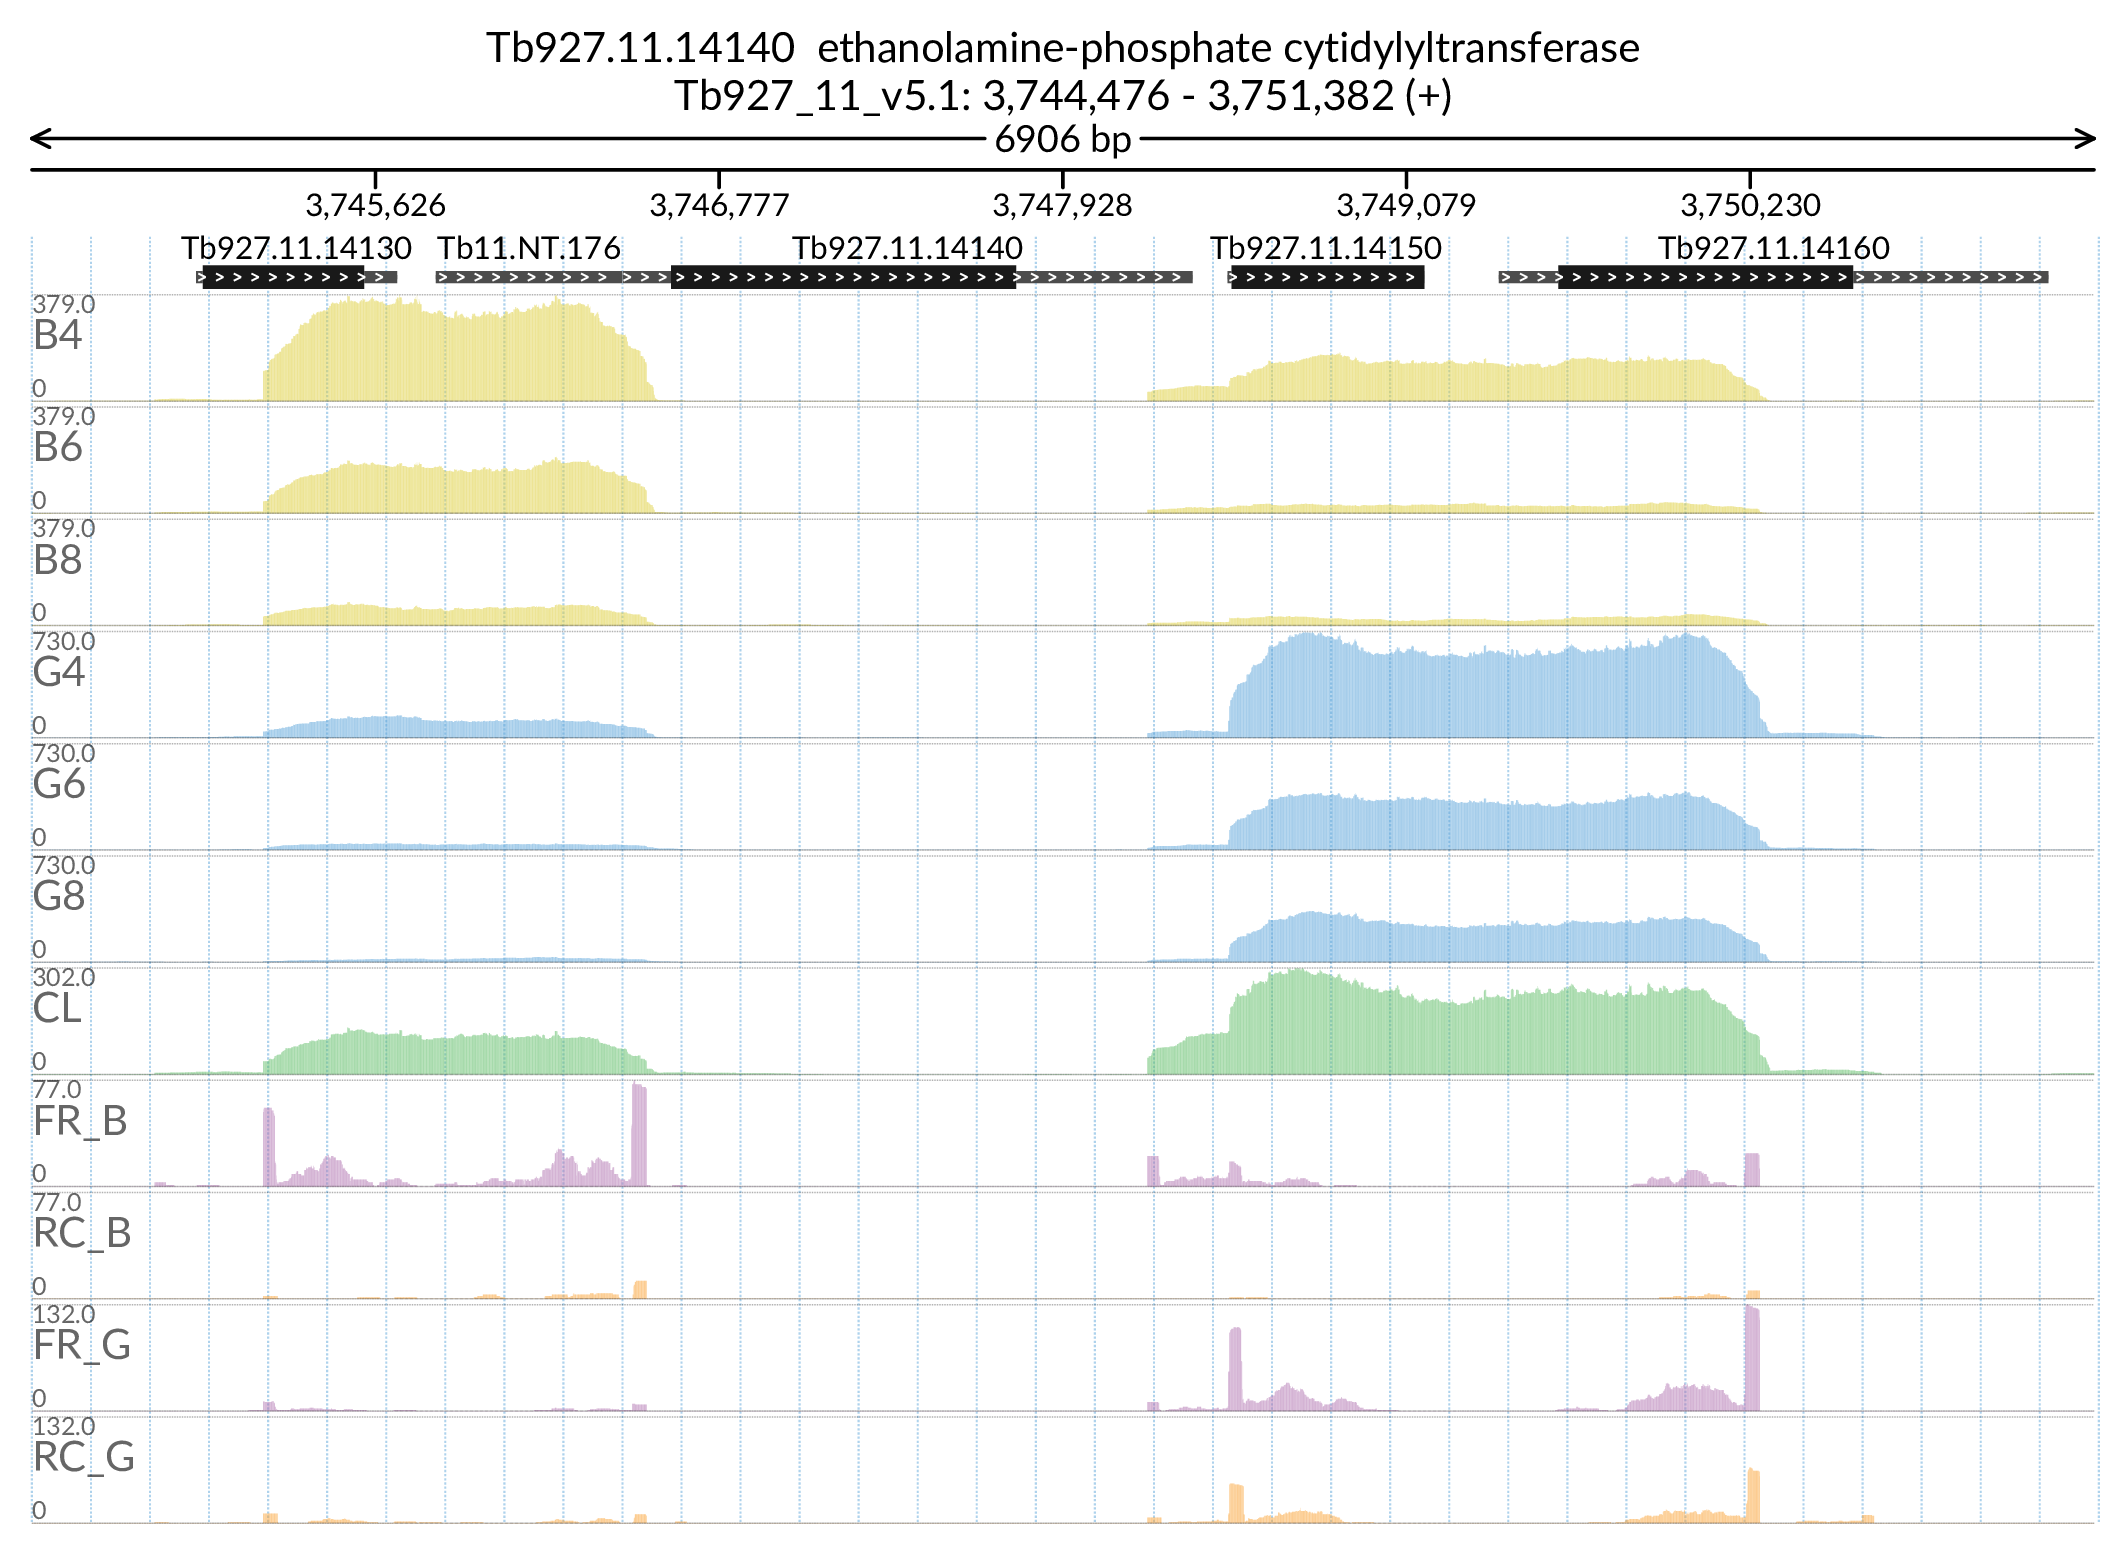 Tb927.11.14140  ethanolamine-phosphate cytidylyltransferase
Tb927_11_v5.1: 3,744,476 - 3,751,382 (+)
6906 bp
3,745,626 3,746,777 3,747,928 3,749,079 3,750,230
Tb927.11.14130 Tb11.NT.176 Tb927.11.14140 Tb927.11.14150 Tb927.11.14160
379.0
B4
0
379.0
B6
0
379.0
B8
0
730.0
G4
0
730.0
G6
0
730.0
G8
0
302.0
CL
0
77.0
FR_B
0
77.0
RC_B
0
132.0
FR_G
0
132.0
RC_G
0